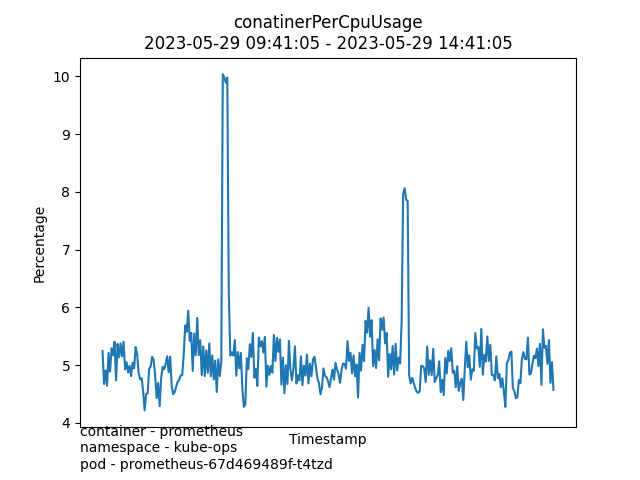 conatinerPerCpuUsage
2023-05-29 09:41:05 - 2023-05-29 14:41:05
10
9
8
7
6
5
4
Percentage
Timestamp
container - prometheus
namespace - kube-ops
pod - prometheus-67d469489f-t4tzd